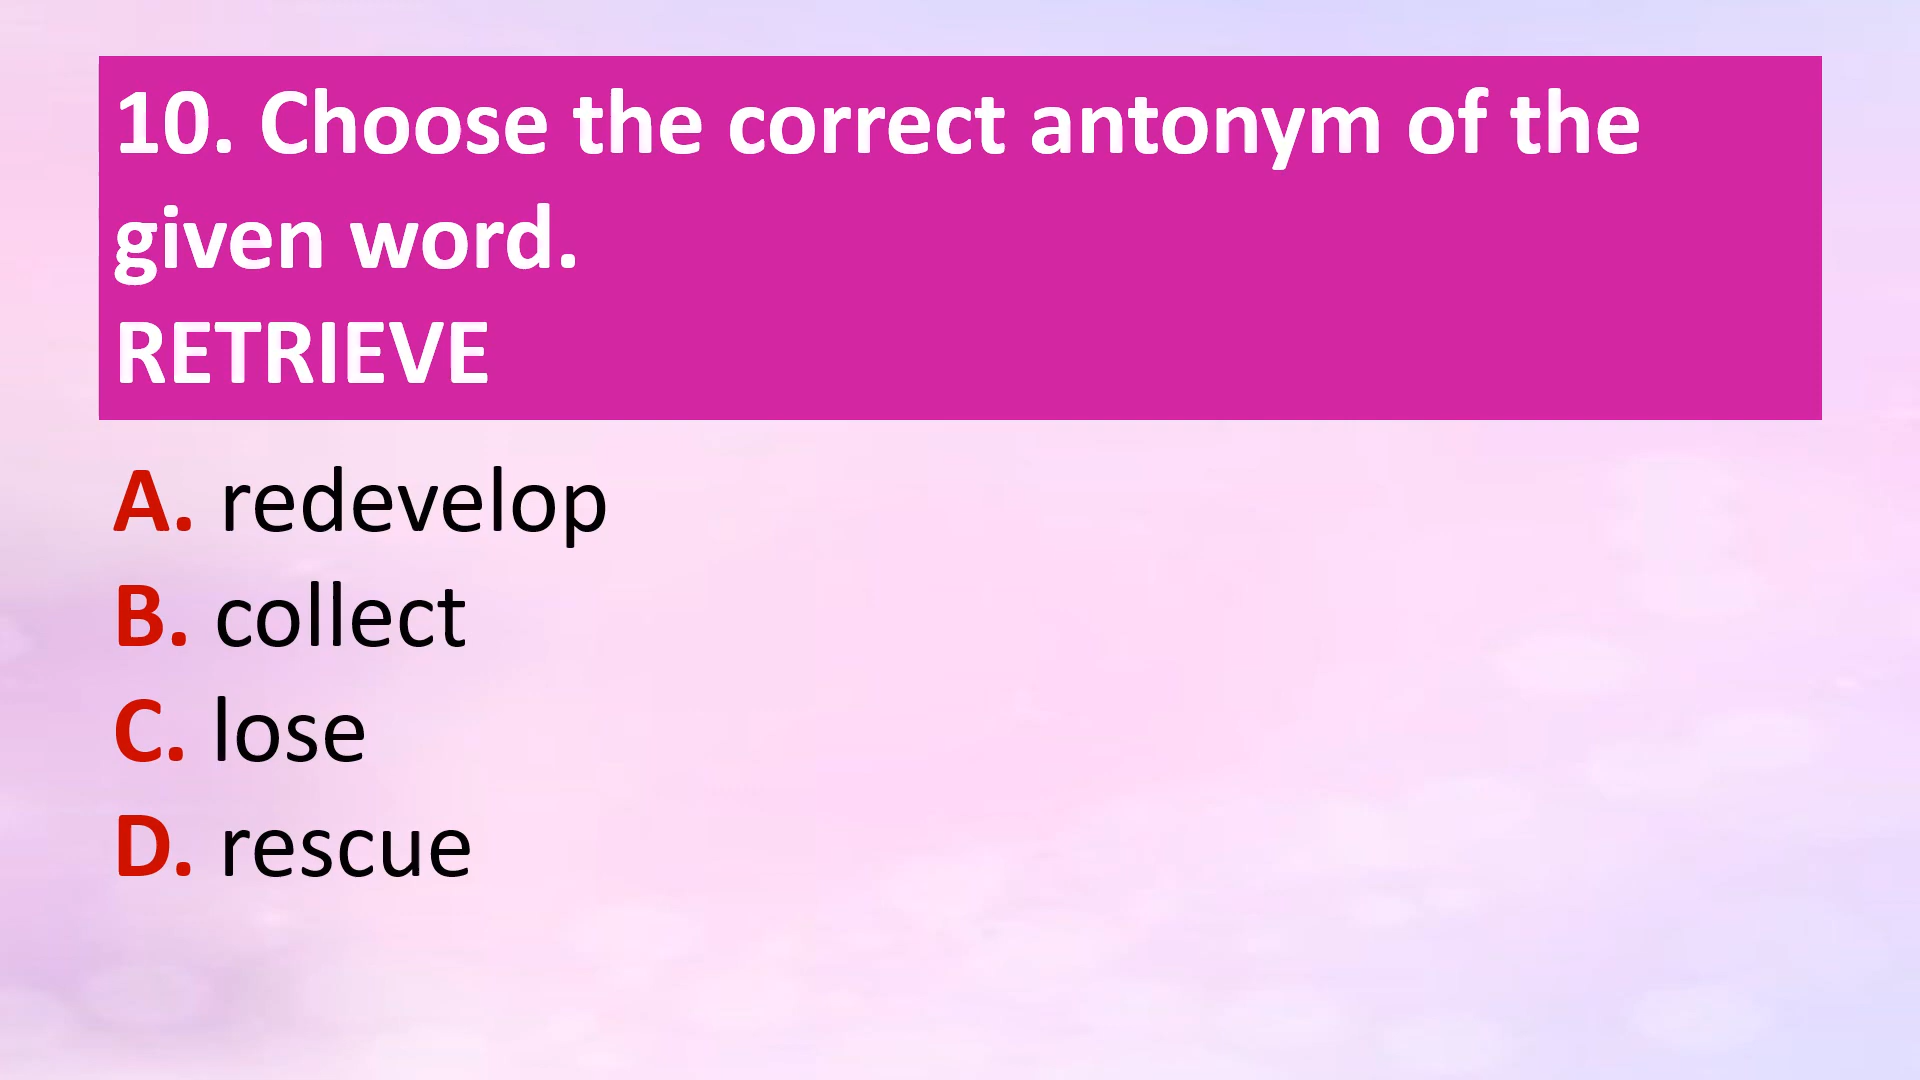 10. Choose the correct antonym of the
given word.
RETRIEVE
A. redevelop
B. collect
C. lose
D. rescue